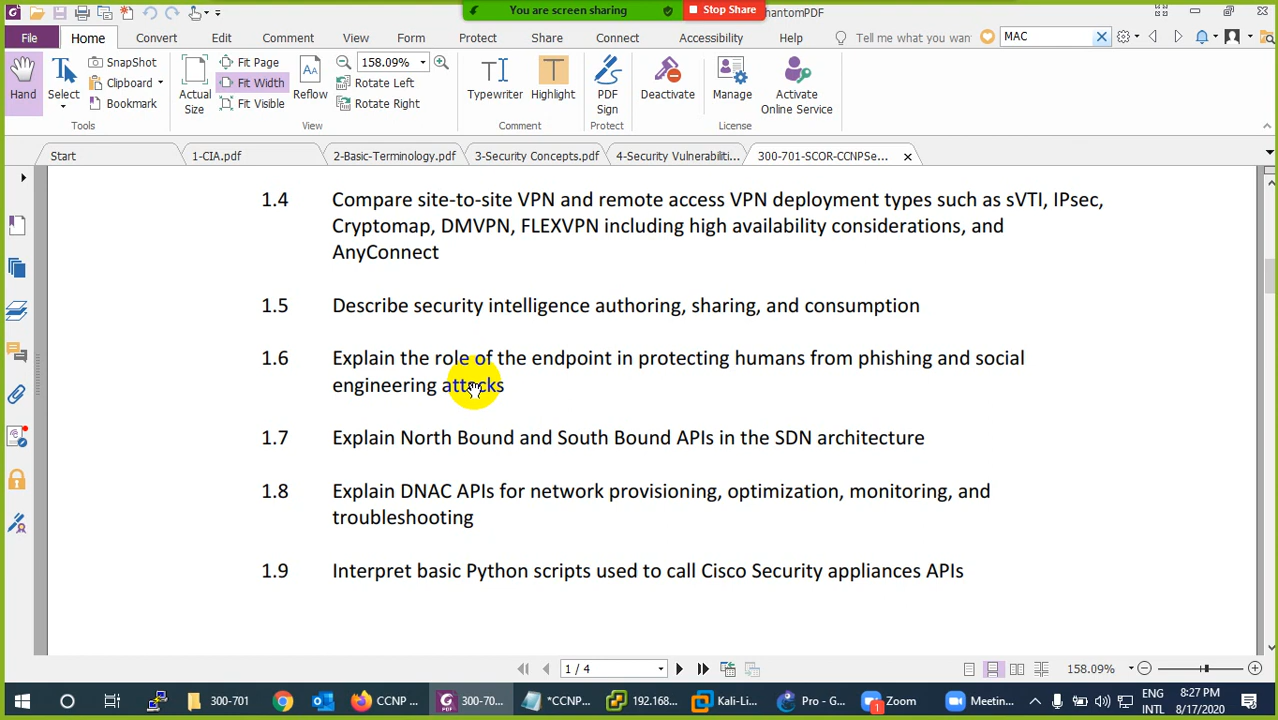 You are screen sharing
Stop Share
hantomPDF
File
Home
Convert
Edit
Comment
View
Form
Protect
Share
Connect
Accessibility
Help
Tell me what you wan
MAC
Hand
Select
SnapShot
Clipboard
Bookmark
Tools
Actual
Size
Fit Page
Fit Width
Fit Visible
Reflow
158.09%
Rotate Left
Rotate Right
View
Typewriter
Highlight
Comment
PDF
Sign
Protect
Deactivate
Manage
License
Activate
Online Service
Start
1-CIA.pdf
2-Basic-Terminology.pdf
3-Security Concepts.pdf
4-Security Vulnerabiliti...
300-701-SCOR-CCNPSe...
1.4 Compare site-to-site VPN and remote access VPN deployment types such as sVTI, IPsec,
Cryptomap, DMVPN, FLEXVPN including high availability considerations, and
AnyConnect
1.5 Describe security intelligence authoring, sharing, and consumption
1.6 Explain the role of the endpoint in protecting humans from phishing and social
engineering attacks
1.7 Explain North Bound and South Bound APIs in the SDN architecture
1.8 Explain DNAC APIs for network provisioning, optimization, monitoring, and
troubleshooting
1.9 Interpret basic Python scripts used to call Cisco Security appliances APIs
1 / 4
158.09%
300-701
CCNP ...
300-70...
*CCNP...
192.168...
Kali-Li...
Pro - G...
1
Zoom
Meetin...
ENG
INTL
8:27 PM
8/17/2020
3